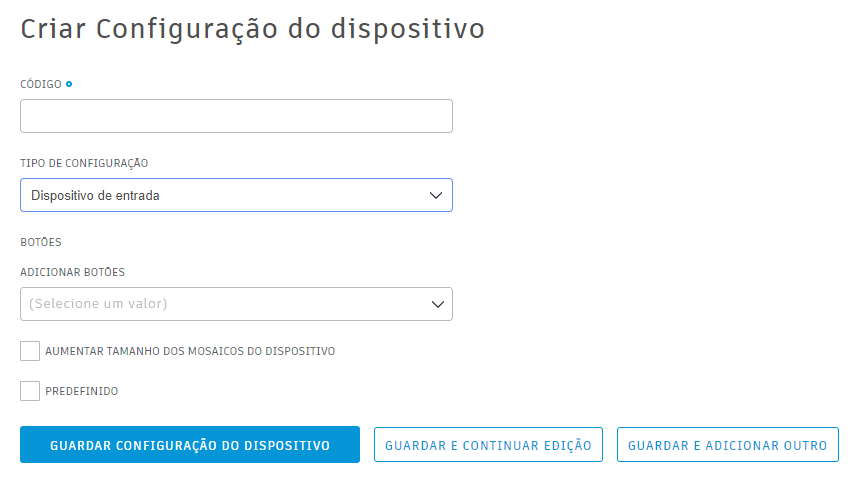 Criar Configuração do dispositivo
CÓDIGO
TIPO DE CONFIGURAÇÃO
Dispositivo de entrada
BOTÕES
ADICIONAR BOTÕES
(Selecione um valor)
AUMENTAR TAMANHO DOS MOSAICOS DO DISPOSITIVO
PREDEFINIDO
GUARDAR CONFIGURAÇÃO DO DISPOSITIVO GUARDAR E CONTINUAR EDIÇÃO GUARDAR E ADICIONAR OUTRO